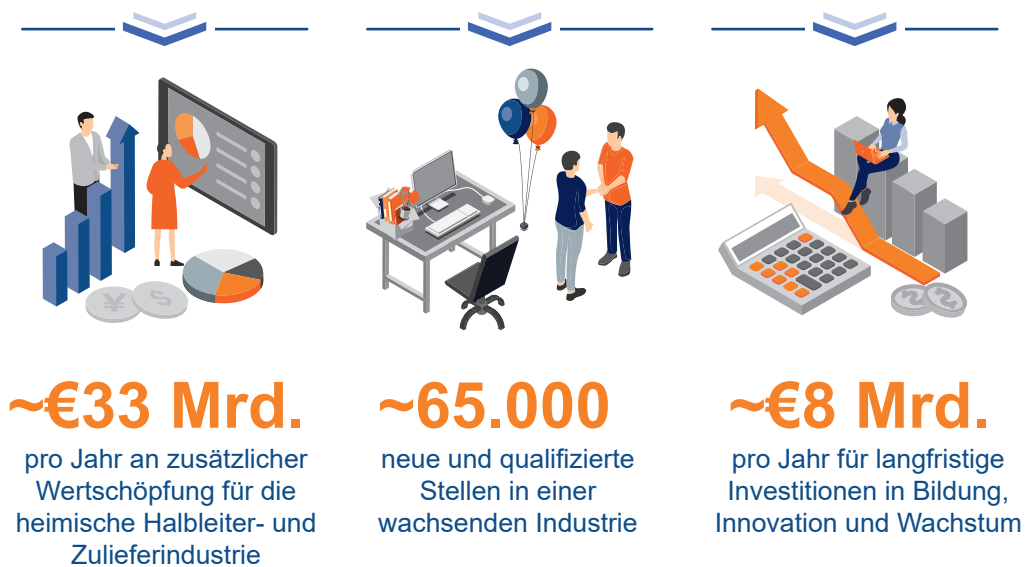 ~€33 Mrd.
pro Jahr an zusätzlicher
Wertschöpfung für die
heimische Halbleiter- und
Zulieferindustrie
~65.000
neue und qualifizierte
Stellen in einer
wachsenden Industrie
~€8 Mrd.
pro Jahr für langfristige
Investitionen in Bildung,
Innovation und Wachstum